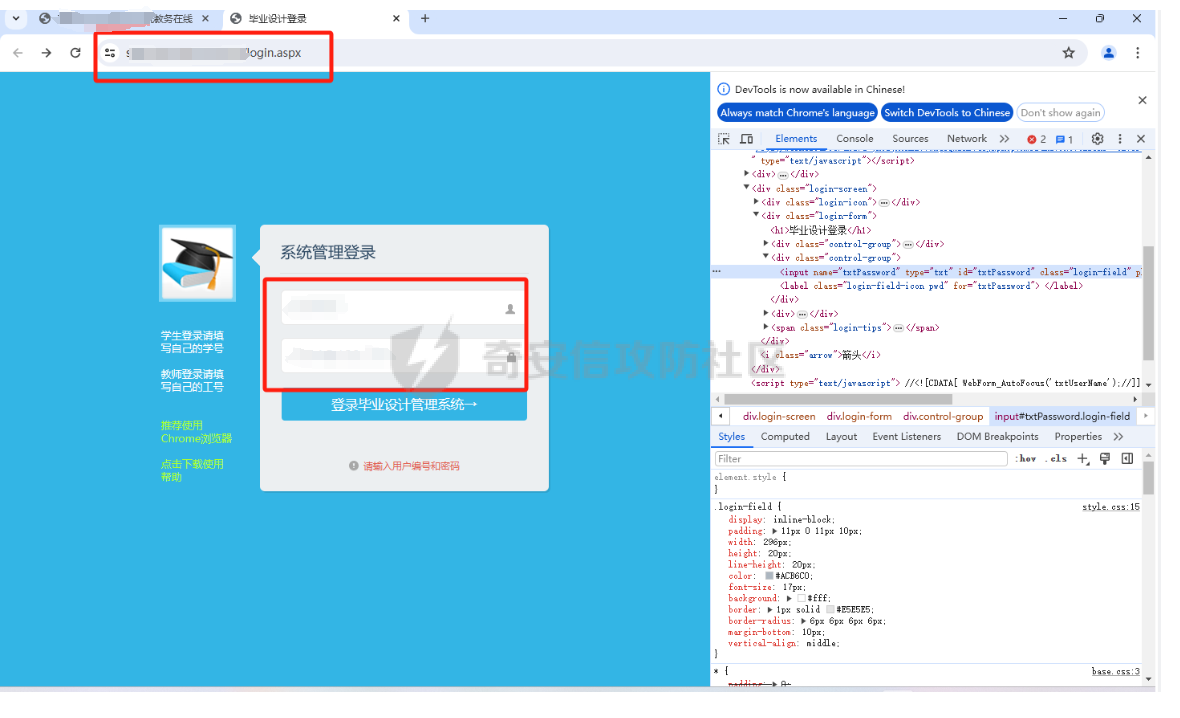 教务在线
毕业设计登录
login.aspx
DevTools is now available in Chinese!
Always match Chrome's language
Switch DevTools to Chinese
Don't show again
Elements
Console
Sources
Network
2
1
" type="text/javascript"></script>
<div> </div>
<div class="login-screen">
<div class="login-icon"> </div>
<div class="login-form">
<h1>毕业设计登录</h1>
<div class="control-group"> </div>
<div class="control-group">
<input name="txtPassword" type="txt" id="txtPassword" class="login-field" p
<label class="login-field-icon pwd" for="txtPassword"> </label>
</div>
<div> </div>
<span class="login-tips"> </span>
</div>
<i class="arrow">箭头</i>
</div>
<script type="text/javascript"> //<![CDATA[ WebForm_AutoFocus('txtUserName');//]]
div.login-screen
div.login-form
div.control-group
input#txtPassword.login-field
Styles
Computed
Layout
Event Listeners
DOM Breakpoints
Properties
Filter
:hov
.cls
element.style {
}
.login-field {
style.css:15
display: inline-block;
padding: 11px 0 11px 10px;
width: 296px;
height: 20px;
line-height: 20px;
color: #ACB6C0;
font-size: 17px;
background: #fff;
border: 1px solid #E5E5E5;
border-radius: 6px 6px 6px 6px;
margin-bottom: 10px;
vertical-align: middle;
}
* {
base.css:3
padding: 0;
系统管理登录
学生登录请填
写自己的学号
教师登录请填
写自己的工号
推荐使用
Chrome浏览器
点击下载使用
帮助
登录毕业设计管理系统→
请输入用户编号和密码
奇安信攻防社区